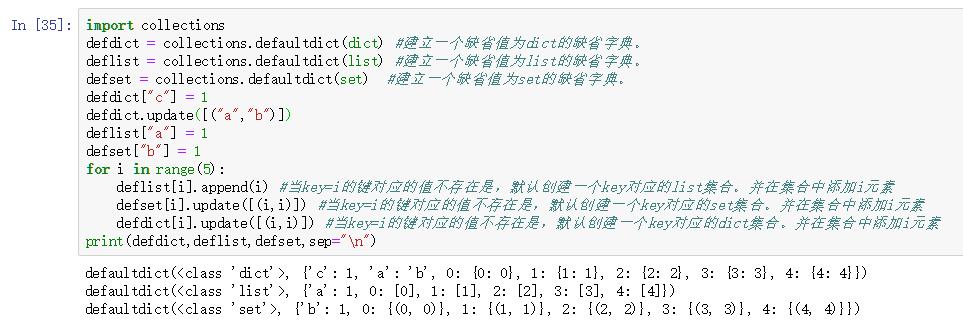 In [35]: import collections
defdict = collections.defaultdict(dict) #建立一个缺省值为dict的缺省字典。
deflist = collections.defaultdict(list) #建立一个缺省值为list的缺省字典。
defset = collections.defaultdict(set)  #建立一个缺省值为set的缺省字典。
defdict["c"] = 1
defdict.update([("a","b")])
deflist["a"] = 1
defset["b"] = 1
for i in range(5):
    deflist[i].append(i) #当key=i的键对应的值不存在是，默认创建一个key对应的list集合。并在集合中添加i元素
    defset[i].update([(i,i)]) #当key=i的键对应的值不存在是，默认创建一个key对应的set集合。并在集合中添加i元素
    defdict[i].update([(i,i)]) #当key=i的键对应的值不存在是，默认创建一个key对应的dict集合。并在集合中添加i元素
print(defdict,deflist,defset,sep="\n")
defaultdict(<class 'dict'>, {'c': 1, 'a': 'b', 0: {0: 0}, 1: {1: 1}, 2: {2: 2}, 3: {3: 3}, 4: {4: 4}})
defaultdict(<class 'list'>, {'a': 1, 0: [0], 1: [1], 2: [2], 3: [3], 4: [4]})
defaultdict(<class 'set'>, {'b': 1, 0: {(0, 0)}, 1: {(1, 1)}, 2: {(2, 2)}, 3: {(3, 3)}, 4: {(4, 4)}})